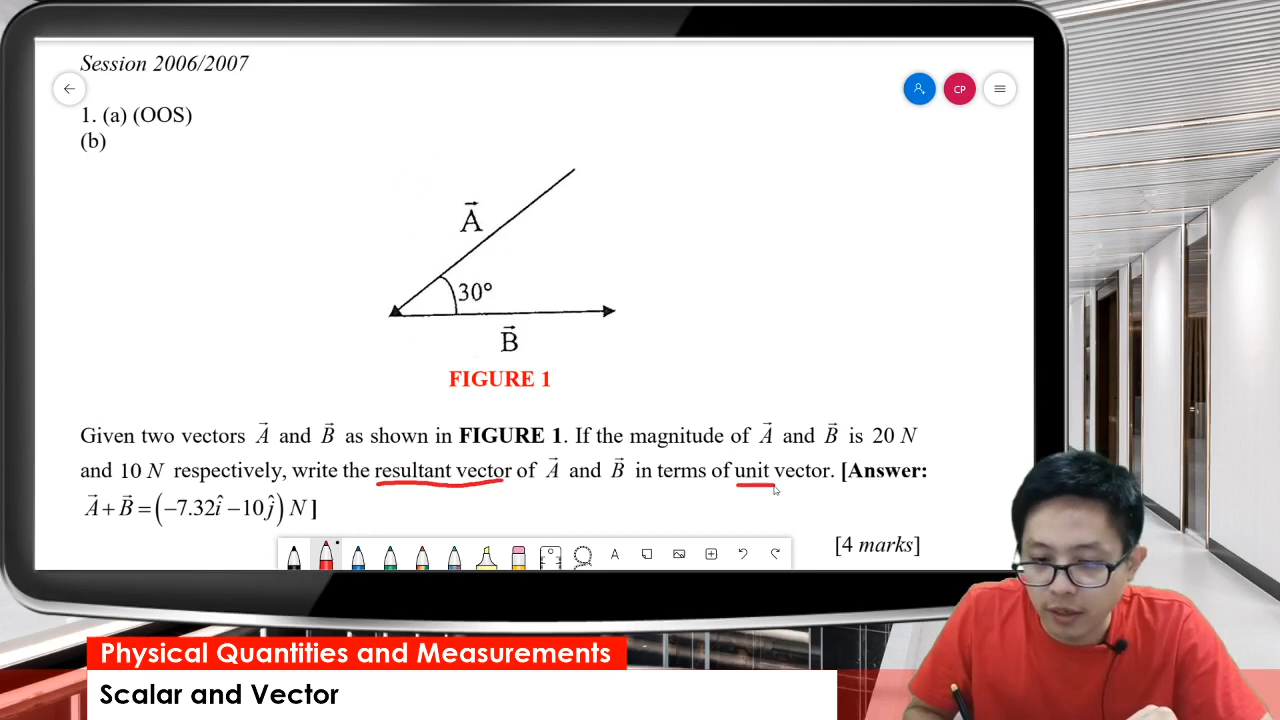 Session 2006/2007
CP
1. (a) (OOS)
(b)
A⃗
30°
B⃗
FIGURE 1
Given two vectors A⃗ and B⃗ as shown in FIGURE 1. If the magnitude of A⃗ and B⃗ is 20 N
and 10 N respectively, write the resultant vector of A⃗ and B⃗ in terms of unit vector. [Answer:
A⃗ + B⃗ = (−7.32î − 10ĵ) N ]
[4 marks]
A
Physical Quantities and Measurements
Scalar and Vector